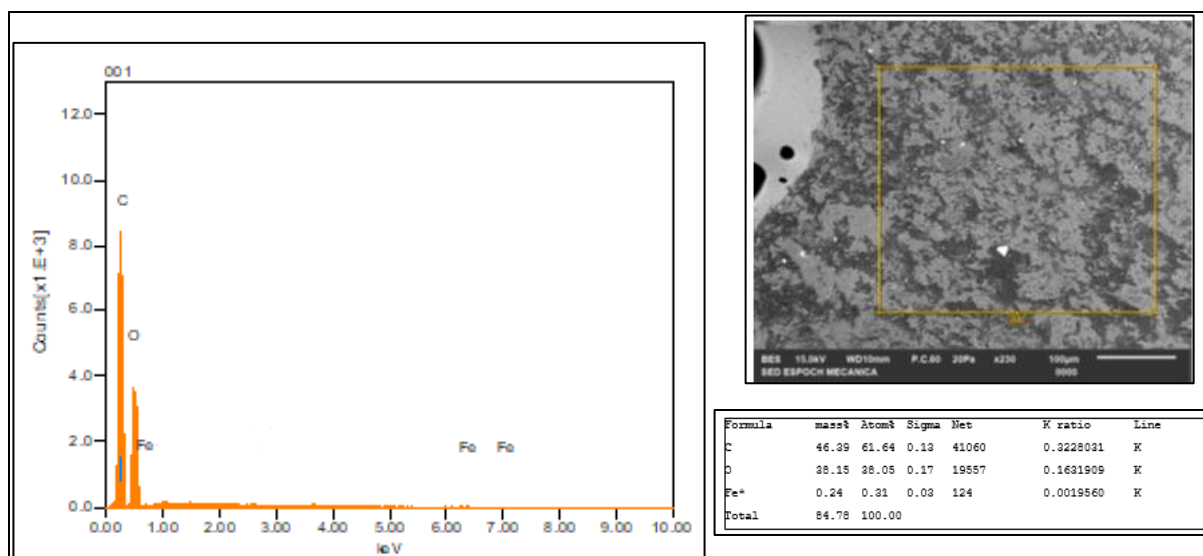 001
12.0
10.0
8.0
6.0
4.0
2.0
0.0
Counts[x1.E+3]
C
O
Fe
Fe
Fe
0.00 1.00 2.00 3.00 4.00 5.00 6.00 7.00 8.00 9.00 10.00
keV
BES 15.0kV WD10mm P.C.60 20Pa x230 100µm
SED ESPOCH MECANICA 0000
Formula mass% Atom% Sigma Net K ratio Line
C 46.39 61.64 0.13 41060 0.3228031 K
O 38.15 38.05 0.17 19557 0.1631909 K
Fe* 0.24 0.31 0.03 124 0.0019560 K
Total 84.78 100.00